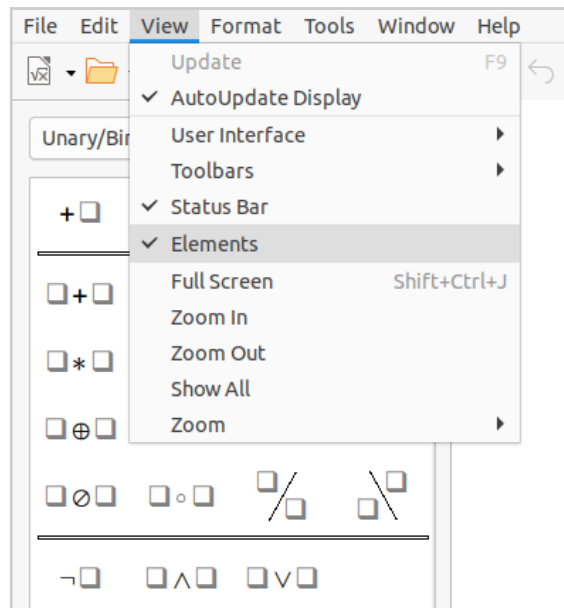 File Edit View Format Tools Window Help
Update F9
AutoUpdate Display
Unary/Bin
User Interface
Toolbars
+□
Status Bar
Elements
□+□
Full Screen Shift+Ctrl+J
Zoom In
□*□
Zoom Out
Show All
□⊕□
Zoom
□⊘□ □∘□ □/□ □\□
¬□ □∧□ □∨□